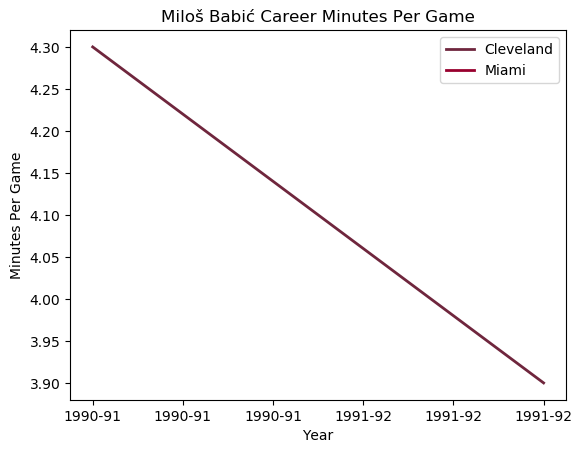 Miloš Babić Career Minutes Per Game
Cleveland
Miami
Minutes Per Game
4.30
4.25
4.20
4.15
4.10
4.05
4.00
3.95
3.90
1990-91 1990-91 1990-91 1991-92 1991-92 1991-92
Year